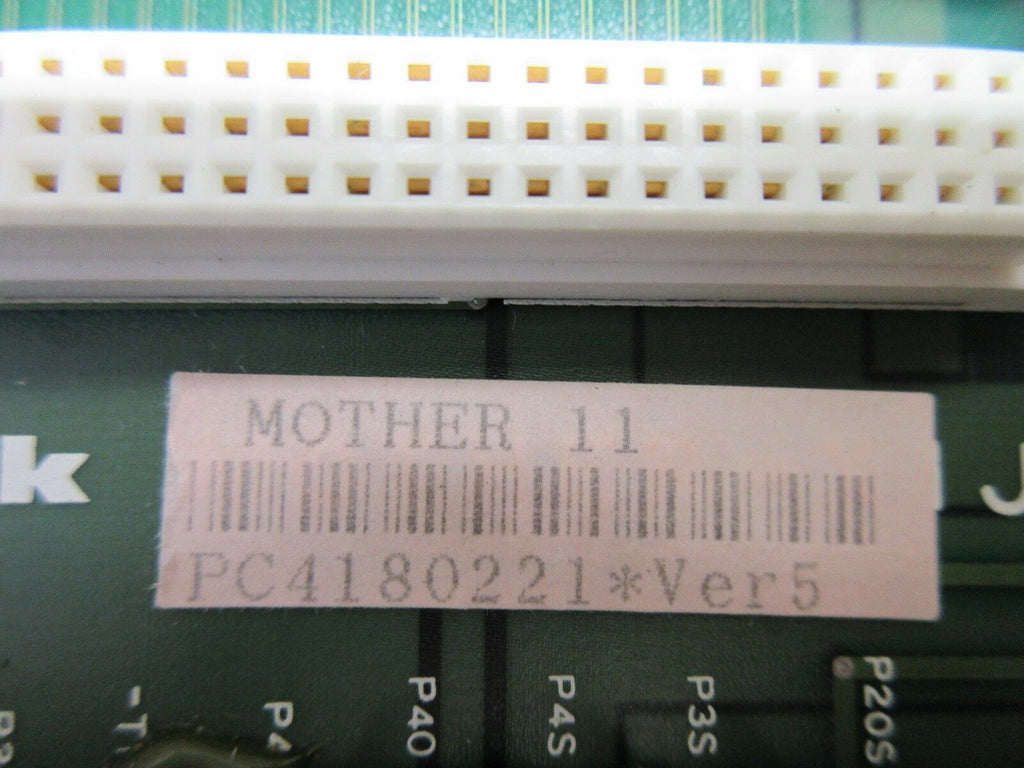 MOTHER 11
k
J
PC4180221*Ver5
P40
P4S
P3S
P20S